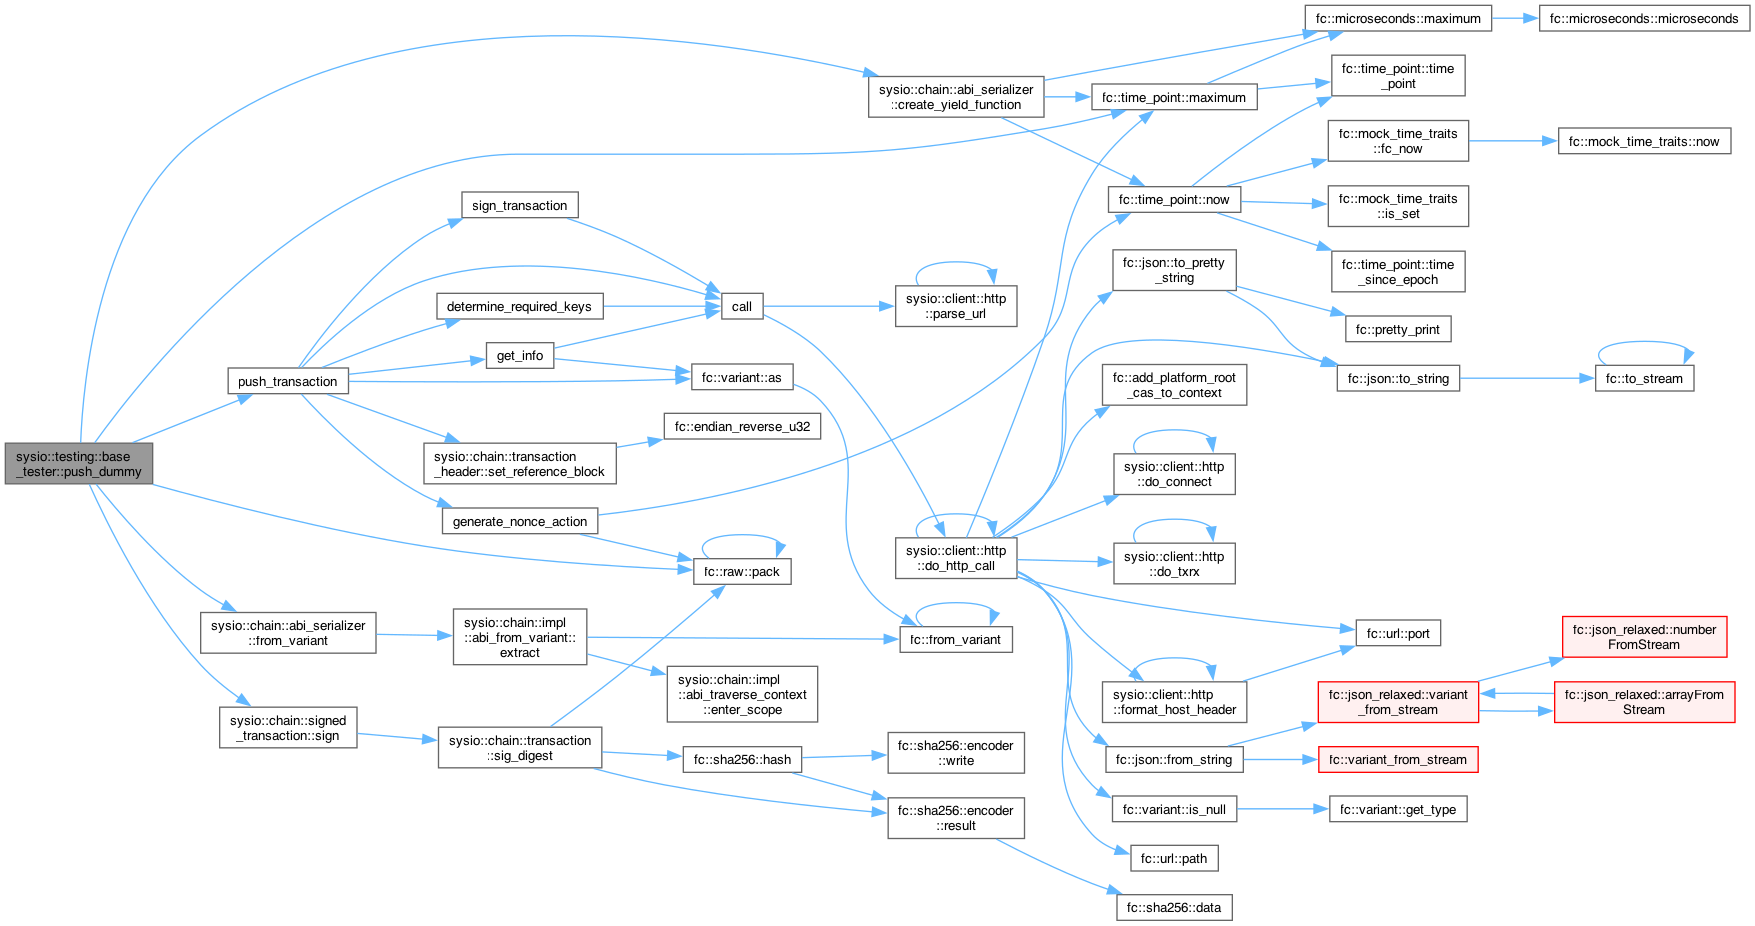 sysio::testing::base
_tester::push_dummy
sysio::chain::abi_serializer
::create_yield_function
fc::microseconds::maximum
fc::microseconds::microseconds
fc::time_point::maximum
fc::time_point::time
_point
fc::mock_time_traits
::fc_now
fc::mock_time_traits::now
fc::time_point::now
fc::mock_time_traits
::is_set
fc::time_point::time
_since_epoch
push_transaction
sign_transaction
determine_required_keys
get_info
call
fc::variant::as
sysio::chain::transaction
_header::set_reference_block
fc::endian_reverse_u32
generate_nonce_action
fc::raw::pack
sysio::client::http
::parse_url
sysio::client::http
::do_http_call
fc::json::to_pretty
_string
fc::pretty_print
fc::json::to_string
fc::to_stream
fc::add_platform_root
_cas_to_context
sysio::client::http
::do_connect
sysio::client::http
::do_txrx
fc::url::port
sysio::client::http
::format_host_header
fc::json::from_string
fc::json_relaxed::variant
_from_stream
fc::json_relaxed::number
FromStream
fc::json_relaxed::arrayFrom
Stream
fc::variant_from_stream
fc::variant::is_null
fc::variant::get_type
fc::url::path
sysio::chain::abi_serializer
::from_variant
sysio::chain::impl
::abi_from_variant::
extract
fc::from_variant
sysio::chain::impl
::abi_traverse_context
::enter_scope
sysio::chain::signed
_transaction::sign
sysio::chain::transaction
::sig_digest
fc::sha256::hash
fc::sha256::encoder
::write
fc::sha256::encoder
::result
fc::sha256::data